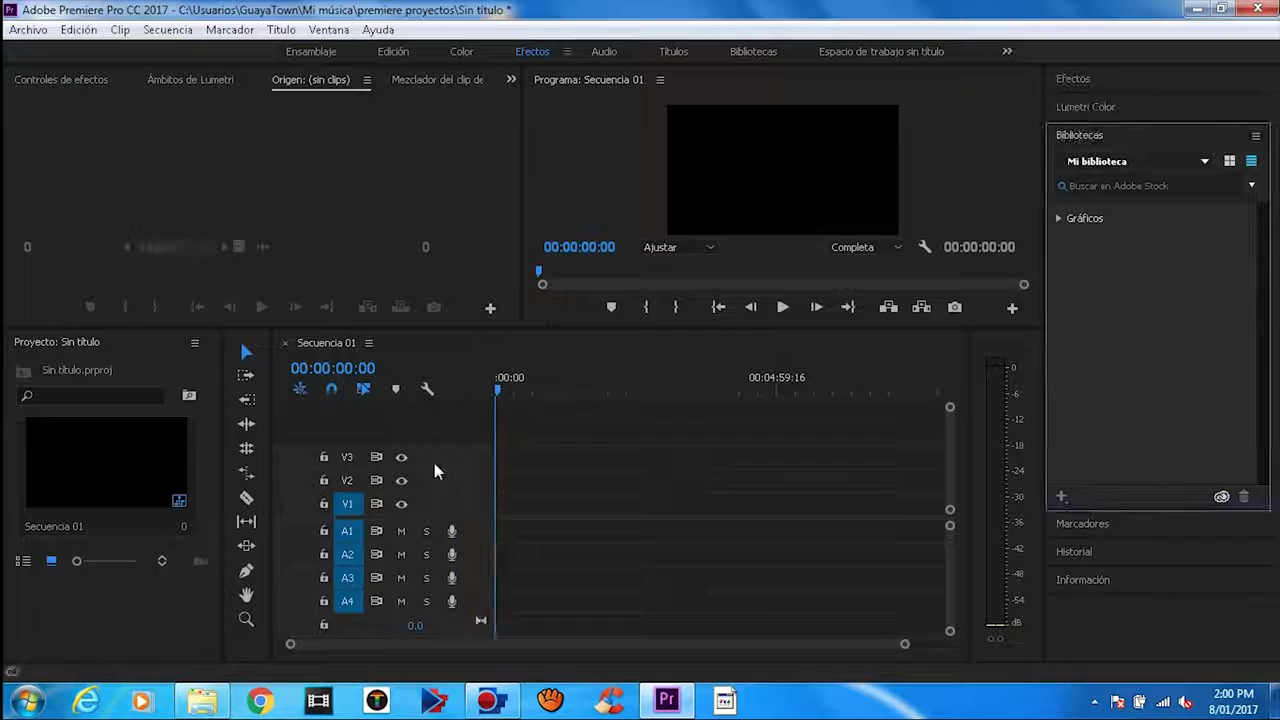 Adobe Premiere Pro CC 2017 - C:\Usuarios\GuayaTown\Mi música\premiere proyectos\Sin título *
Archivo Edición Clip Secuencia Marcador Título Ventana Ayuda
Ensamblaje Edición Color Efectos Audio Títulos Bibliotecas Espacio de trabajo sin título
Controles de efectos Ámbitos de Lumetri Origen: (sin clips) Mezclador del clip de
Programa: Secuencia 01
Efectos
Lumetri Color
Bibliotecas
Mi biblioteca
Buscar en Adobe Stock
Gráficos
0 0
00:00:00:00 Ajustar Completa 00:00:00:00
Proyecto: Sin título
Sin título.prproj
Secuencia 01 0
Secuencia 01
00:00:00:00
:00:00 00:04:59:16
V3
V2
V1
A1 M S
A2 M S
A3 M S
A4 M S
0.0
0
-6
-12
-18
-24
-30
-36
-42
-48
-54
dB
Marcadores
Historial
Información
2:00 PM
8/01/2017